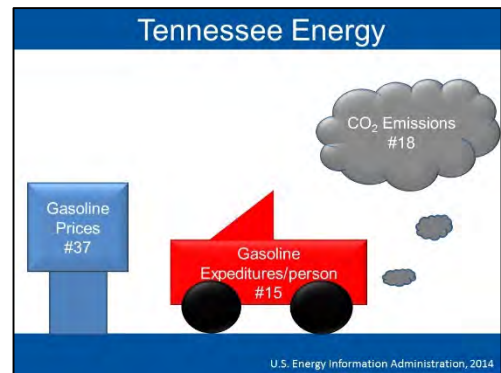 Tennessee Energy
CO₂ Emissions
#18
Gasoline
Prices
#37
Gasoline
Expeditures/person
#15
U.S. Energy Information Administration, 2014